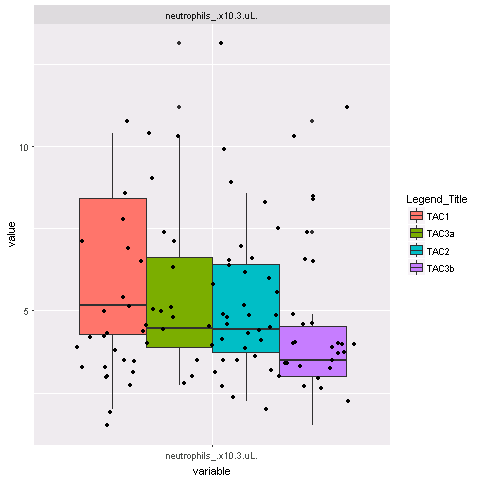 neutrophils_.x10.3.uL.
10
5
value
neutrophils_.x10.3.uL.
variable
Legend_Title
TAC1
TAC3a
TAC2
TAC3b